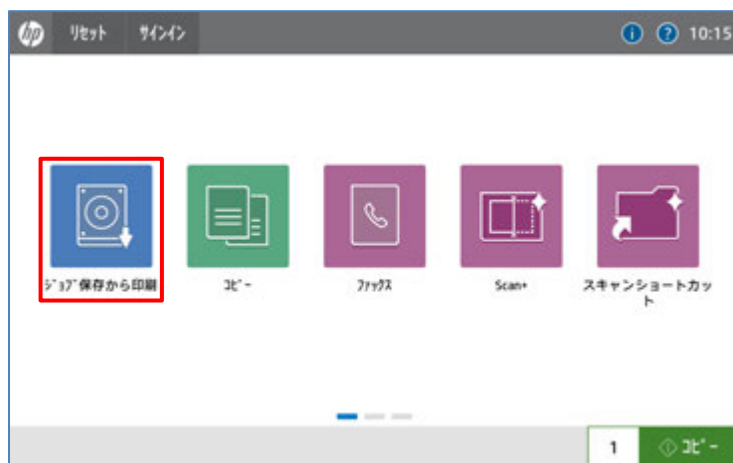 hp ﾘｾｯﾄ ｻｲﾝｲﾝ i ? 10:15
ｼﾞｮﾌﾞ保存から印刷
ｺﾋﾟｰ
ﾌｧｯｸｽ
Scan+
スキャンショートカッ
ト
1 ｺﾋﾟｰ